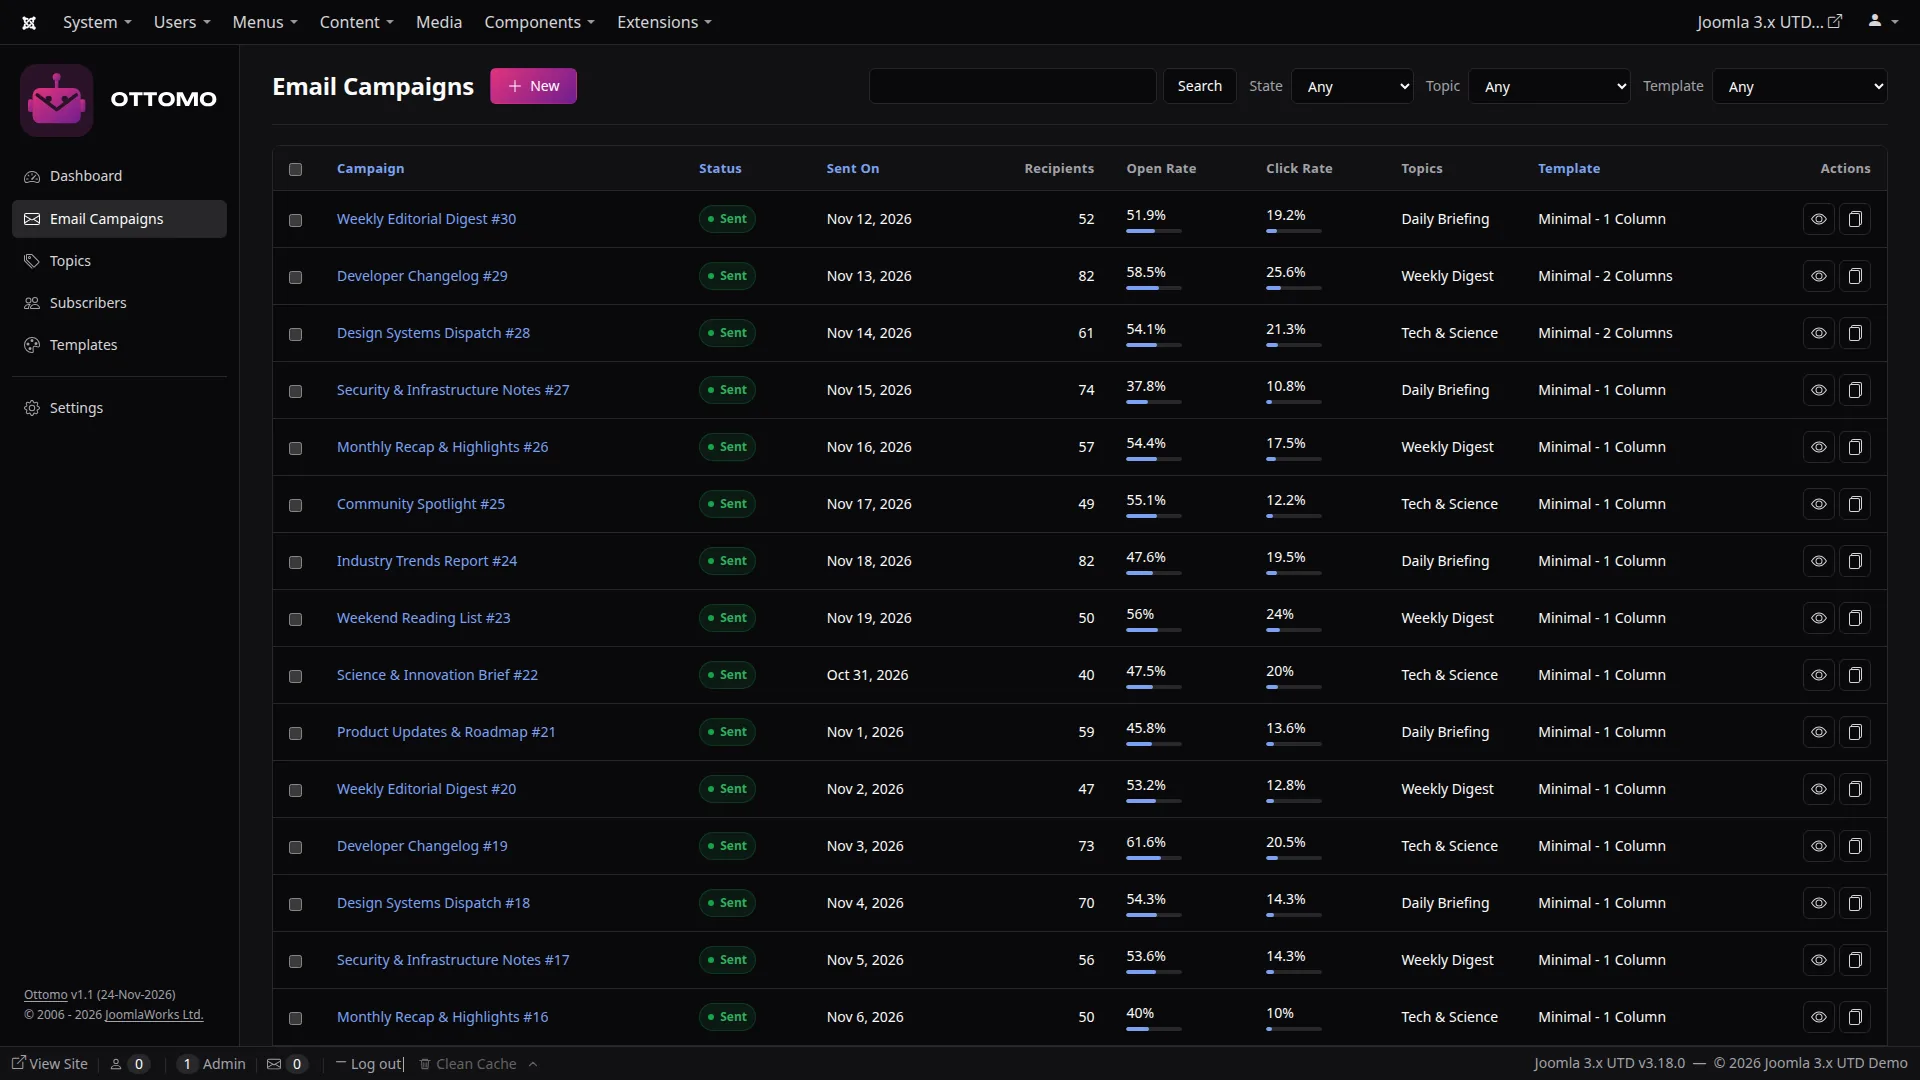 System Users Menus Content Media Components Extensions Joomla 3.x UTD...
OTTOMO
Dashboard
Email Campaigns
Topics
Subscribers
Templates
Settings
Ottomo v1.1 (24-Nov-2026)
© 2006 - 2026 JoomlaWorks Ltd.
Email Campaigns + New Search State Any Topic Any Template Any
Campaign Status Sent On Recipients Open Rate Click Rate Topics Template Actions
Weekly Editorial Digest #30 Sent Nov 12, 2026 52 51.9% 19.2% Daily Briefing Minimal - 1 Column
Developer Changelog #29 Sent Nov 13, 2026 82 58.5% 25.6% Weekly Digest Minimal - 2 Columns
Design Systems Dispatch #28 Sent Nov 14, 2026 61 54.1% 21.3% Tech & Science Minimal - 2 Columns
Security & Infrastructure Notes #27 Sent Nov 15, 2026 74 37.8% 10.8% Daily Briefing Minimal - 1 Column
Monthly Recap & Highlights #26 Sent Nov 16, 2026 57 54.4% 17.5% Weekly Digest Minimal - 1 Column
Community Spotlight #25 Sent Nov 17, 2026 49 55.1% 12.2% Tech & Science Minimal - 1 Column
Industry Trends Report #24 Sent Nov 18, 2026 82 47.6% 19.5% Daily Briefing Minimal - 1 Column
Weekend Reading List #23 Sent Nov 19, 2026 50 56% 24% Weekly Digest Minimal - 1 Column
Science & Innovation Brief #22 Sent Oct 31, 2026 40 47.5% 20% Tech & Science Minimal - 1 Column
Product Updates & Roadmap #21 Sent Nov 1, 2026 59 45.8% 13.6% Daily Briefing Minimal - 1 Column
Weekly Editorial Digest #20 Sent Nov 2, 2026 47 53.2% 12.8% Weekly Digest Minimal - 1 Column
Developer Changelog #19 Sent Nov 3, 2026 73 61.6% 20.5% Tech & Science Minimal - 1 Column
Design Systems Dispatch #18 Sent Nov 4, 2026 70 54.3% 14.3% Daily Briefing Minimal - 1 Column
Security & Infrastructure Notes #17 Sent Nov 5, 2026 56 53.6% 14.3% Weekly Digest Minimal - 1 Column
Monthly Recap & Highlights #16 Sent Nov 6, 2026 50 40% 10% Tech & Science Minimal - 1 Column
View Site 0 1 Admin 0 Log out Clean Cache Joomla 3.x UTD v3.18.0 — © 2026 Joomla 3.x UTD Demo